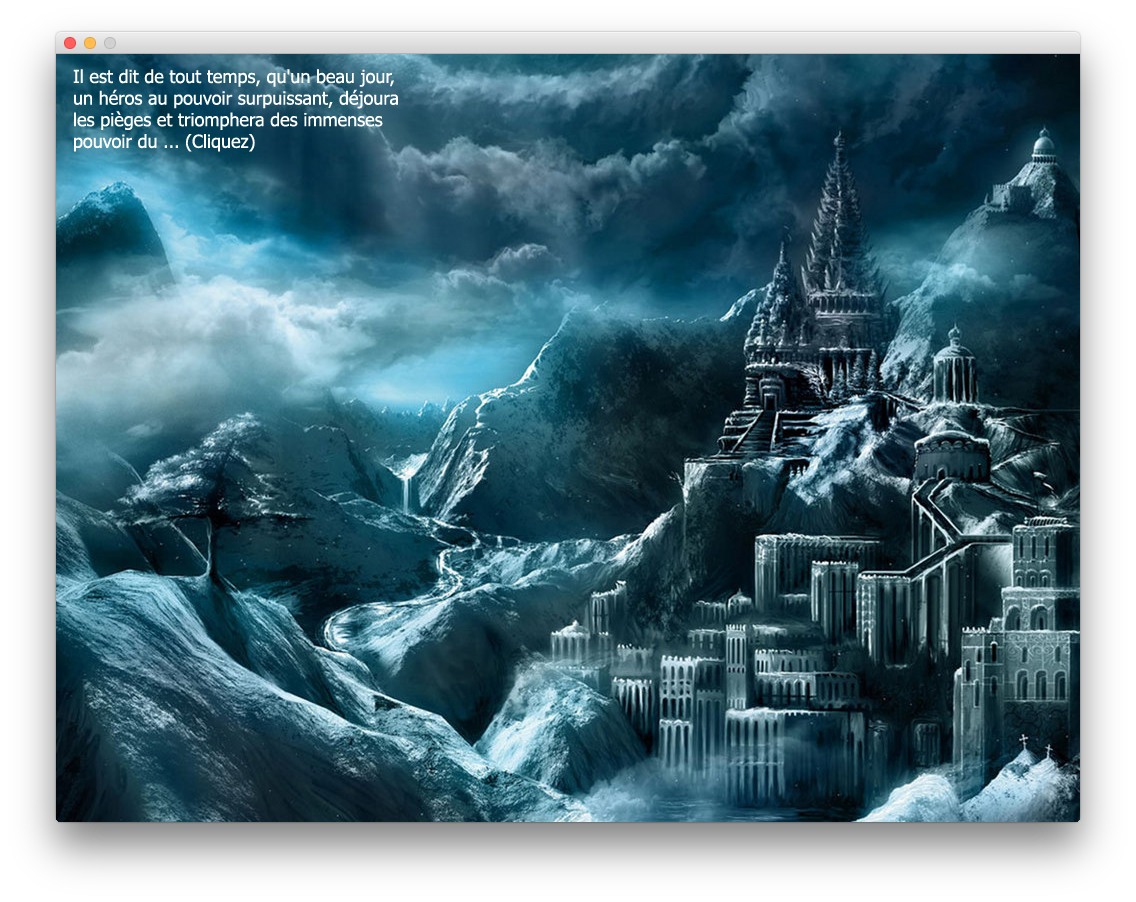 Il est dit de tout temps, qu'un beau jour,
un héros au pouvoir surpuissant, déjoura
les pièges et triomphera des immenses
pouvoir du ... (Cliquez)